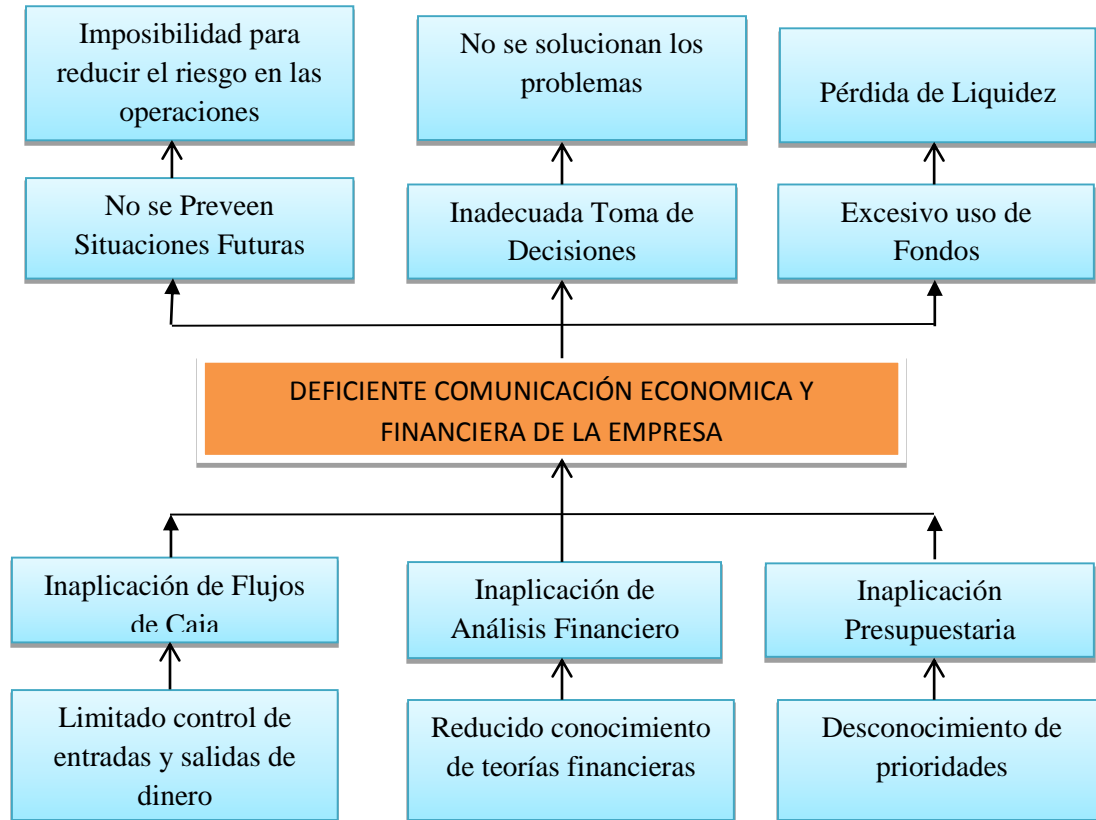 Imposibilidad para
reducir el riesgo en las
operaciones
No se solucionan los
problemas
Pérdida de Liquidez
No se Preveen
Situaciones Futuras
Inadecuada Toma de
Decisiones
Excesivo uso de
Fondos
DEFICIENTE COMUNICACIÓN ECONOMICA Y
FINANCIERA DE LA EMPRESA
Inaplicación de Flujos
de Caja
Inaplicación de
Análisis Financiero
Inaplicación
Presupuestaria
Limitado control de
entradas y salidas de
dinero
Reducido conocimiento
de teorías financieras
Desconocimiento de
prioridades